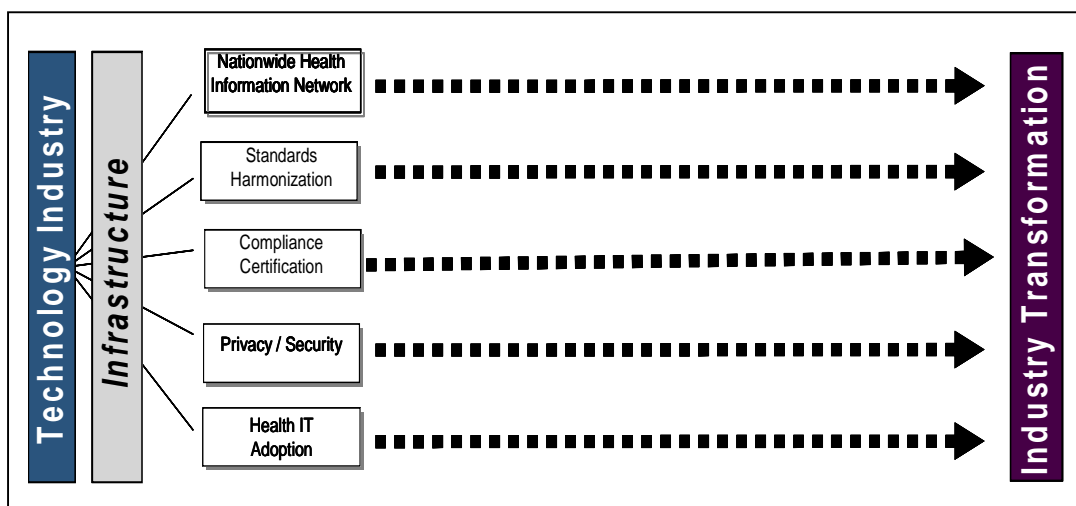 Technology Industry
Infrastructure
Nationwide Health
Information Network
Standards
Harmonization
Compliance
Certification
Privacy / Security
Health IT
Adoption
Industry Transformation